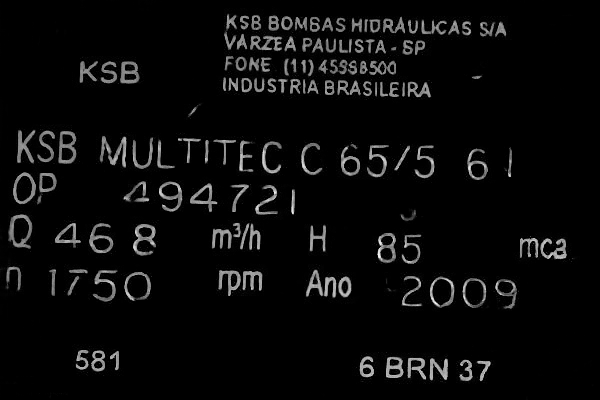 KSB BOMBAS HIDRÁULICAS S/A
VARZEA PAULISTA - SP
KSB
FONE (11) 45998500
INDUSTRIA BRASILEIRA
KSB MULTITEC C 65/5 61
OP 494721
Q 468 m³/h H 85 mca
n 1750 rpm Ano 2009
581 6 BRN 37